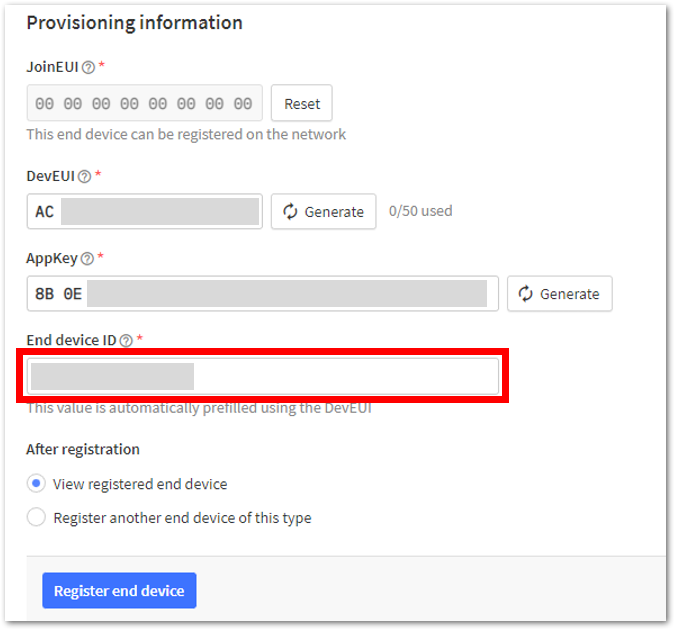 Provisioning information
JoinEUI ? *
00 00 00 00 00 00 00 00
Reset
This end device can be registered on the network
DevEUI ? *
AC
Generate
0/50 used
AppKey ? *
8B 0E
Generate
End device ID ? *
This value is automatically prefilled using the DevEUI
After registration
View registered end device
Register another end device of this type
Register end device